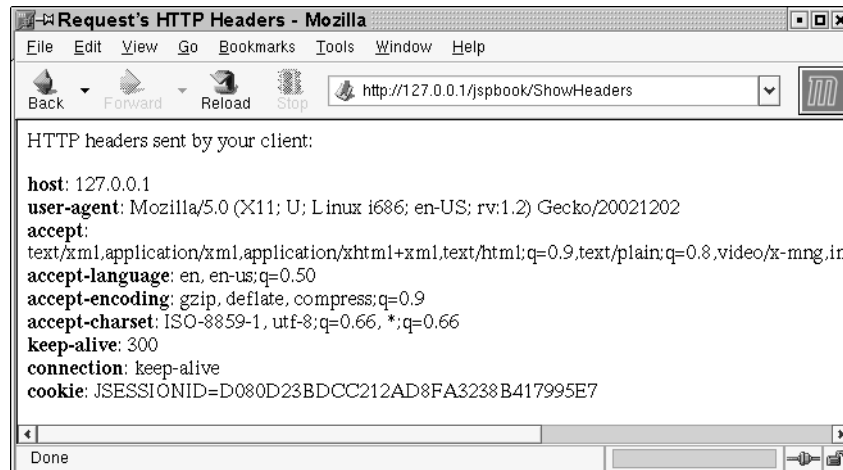 Request's HTTP Headers - Mozilla
File Edit View Go Bookmarks Tools Window Help
Back Forward Reload Stop http://127.0.0.1/jspbook/ShowHeaders
HTTP headers sent by your client:
host: 127.0.0.1
user-agent: Mozilla/5.0 (X11; U; Linux i686; en-US; rv:1.2) Gecko/20021202
accept:
text/xml,application/xml,application/xhtml+xml,text/html;q=0.9,text/plain;q=0.8,video/x-mng,in
accept-language: en, en-us;q=0.50
accept-encoding: gzip, deflate, compress;q=0.9
accept-charset: ISO-8859-1, utf-8;q=0.66, *;q=0.66
keep-alive: 300
connection: keep-alive
cookie: JSESSIONID=D080D23BDCC212AD8FA3238B417995E7
Done